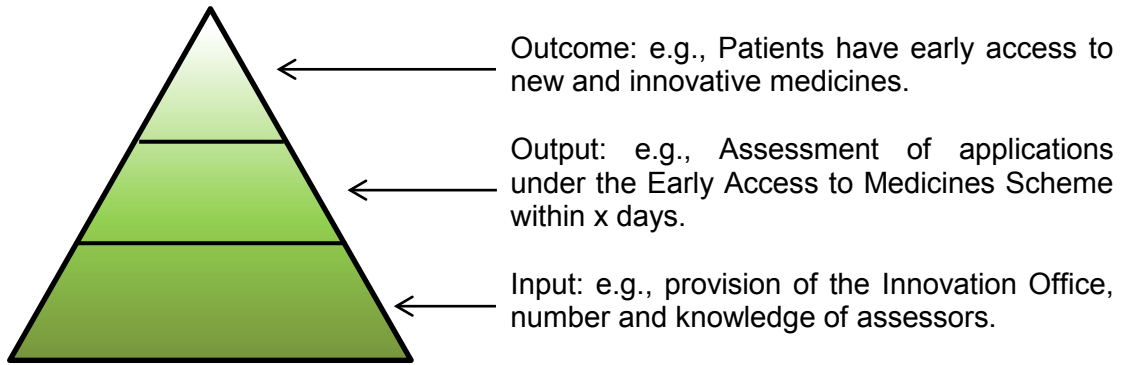 Outcome: e.g., Patients have early access to
new and innovative medicines.
Output: e.g., Assessment of applications
under the Early Access to Medicines Scheme
within x days.
Input: e.g., provision of the Innovation Office,
number and knowledge of assessors.